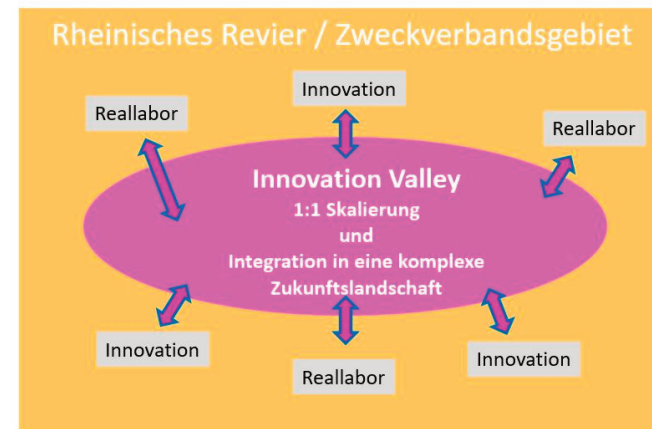 Rheinisches Revier / Zweckverbandsgebiet
Innovation
Reallabor
Reallabor
Innovation Valley
1:1 Skalierung
und
Integration in eine komplexe
Zukunftslandschaft
Innovation
Reallabor
Innovation